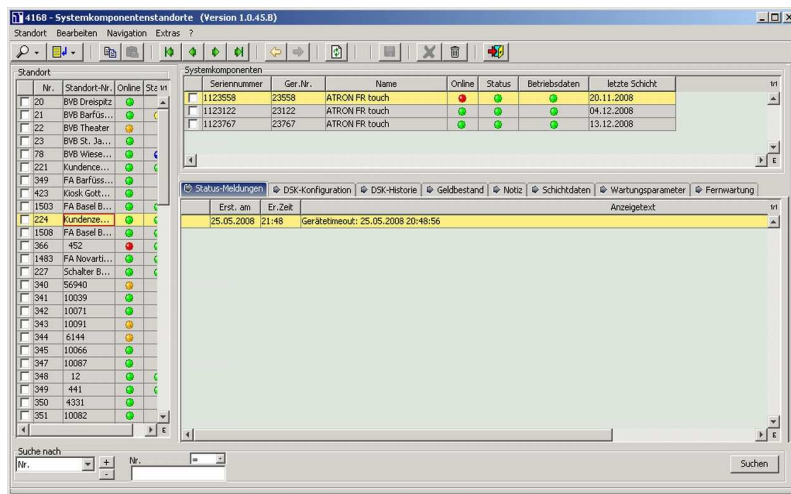 4168 - Systemkomponentenstandorte (Version 1.0.45.B)
Standort Bearbeiten Navigation Extras ?
Standort
Nr. Standort-Nr. Online Sta 1/1
20 BVB Dreispitz
21 BVB Barfüs...
22 BVB Theater
23 BVB St. Ja...
78 BVB Wiese...
221 Kundence...
349 FA Barfüss...
423 Kiosk Gott...
1503 FA Basel B...
224 Kundenze...
1508 FA Basel B...
366 452
1483 FA Novarti...
227 Schalter B...
340 56940
341 10039
342 10071
343 10091
344 6144
345 10066
347 10087
348 12
349 441
350 4331
351 10082
Σ
Systemkomponenten
Seriennummer Ger.Nr. Name Online Status Betriebsdaten letzte Schicht 1/1
1123558 23558 ATRON FR touch 20.11.2008
1123122 23122 ATRON FR touch 04.12.2008
1123767 23767 ATRON FR touch 13.12.2008
Σ
Status-Meldungen DSK-Konfiguration DSK-Historie Geldbestand Notiz Schichtdaten Wartungsparameter Fernwartung
Erst. am Er.Zeit Anzeigetext 1/1
25.05.2008 21:48 Gerätetimeout: 25.05.2008 20:48:56
Σ
Suche nach
Nr. + - Nr. =
Suchen